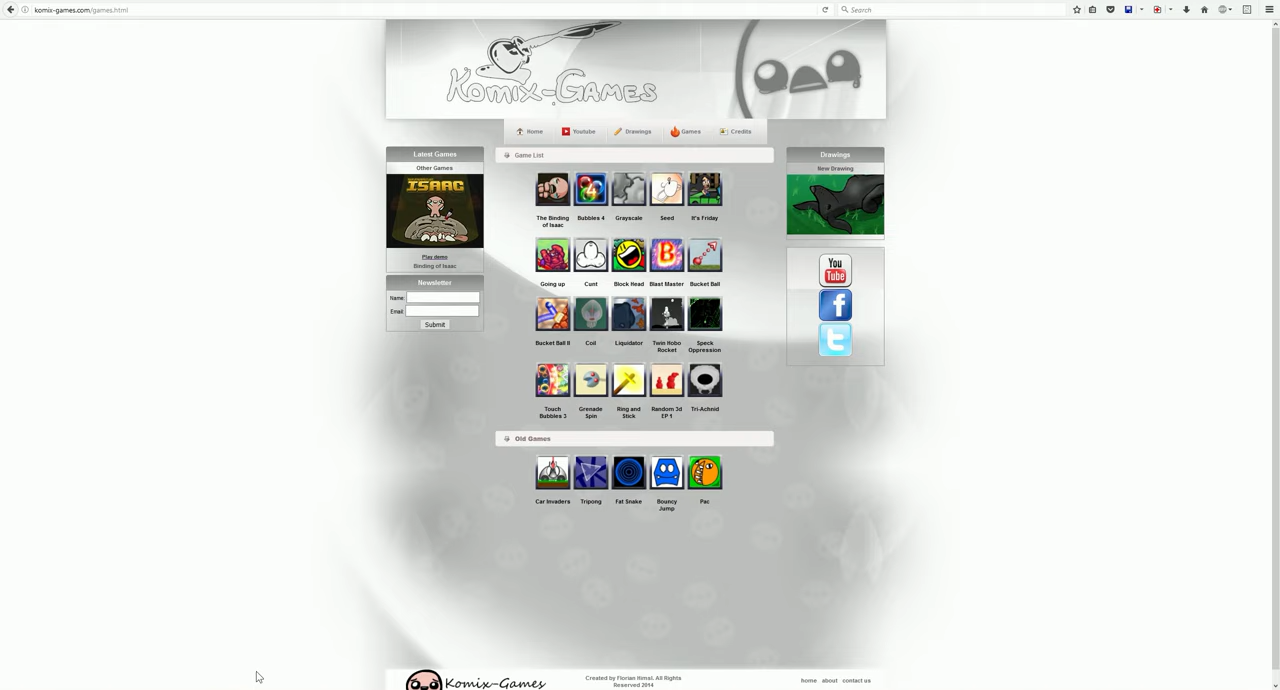 komix-games.com/games.html
Search
Komix-Games
Home
Youtube
Drawings
Games
Credits
Latest Games
Other Games
ISAAC
Play demo
Binding of Isaac
Newsletter
Name:
Email:
Submit
Game List
The Binding of Isaac
Bubbles 4
Grayscale
Seed
It's Friday
Going up
Cunt
Block Head
Blast Master
Bucket Ball
Bucket Ball II
Coil
Liquidator
Twin Hobo Rocket
Speck Oppression
Touch Bubbles 3
Grenade Spin
Ring and Stick
Random 3d EP 1
Tri-Achnid
Old Games
Car Invaders
Tripong
Fat Snake
Bouncy Jump
Pac
Drawings
New Drawing
You
Tube
f
t
Komix-Games
Created by Florian Himsl. All Rights
Reserved 2014
home
about
contact us